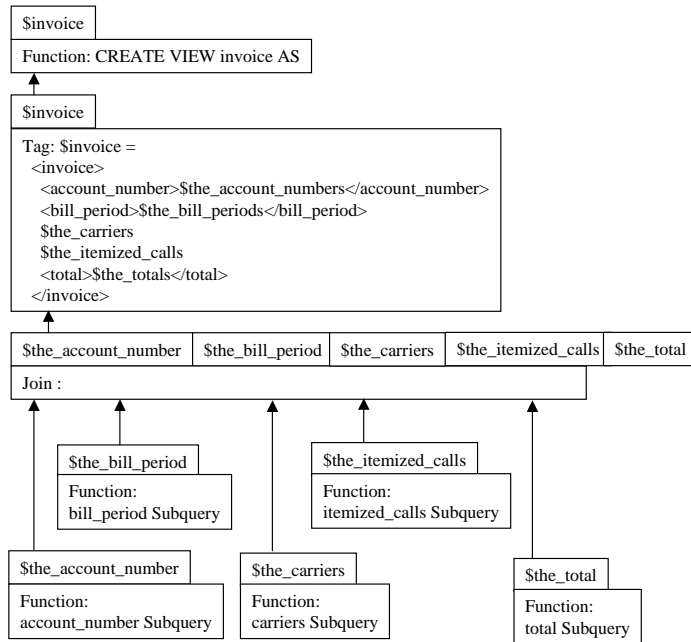 $invoice
Function: CREATE VIEW invoice AS
$invoice
Tag: $invoice =
<invoice>
<account_number>$the_account_numbers</account_number>
<bill_period>$the_bill_periods</bill_period>
$the_carriers
$the_itemized_calls
<total>$the_totals</total>
</invoice>
$the_account_number $the_bill_period $the_carriers $the_itemized_calls $the_total
Join :
$the_bill_period
Function:
bill_period Subquery
$the_itemized_calls
Function:
itemized_calls Subquery
$the_account_number
Function:
account_number Subquery
$the_carriers
Function:
carriers Subquery
$the_total
Function:
total Subquery